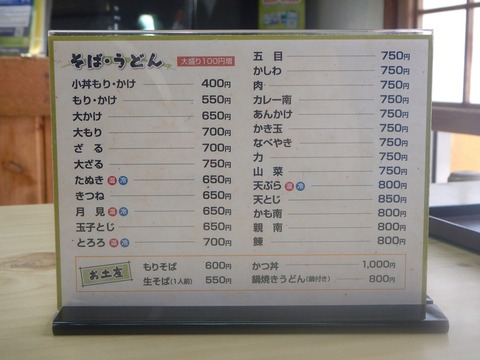 そば・うどん 大盛り100円増
小丼もり・かけ 400円
もり・かけ 550円
大かけ 650円
大もり 700円
ざる 700円
大ざる 750円
たぬき 温 冷 650円
きつね 650円
月見 温 冷 650円
玉子とじ 650円
とろろ 温 冷 700円
五目 750円
かしわ 750円
肉 750円
カレー南 750円
あんかけ 750円
かき玉 750円
なべやき 750円
力 750円
山菜 750円
天ぷら 温 冷 800円
天とじ 850円
かも南 800円
親南 800円
鰊 800円
お土産
もりそば 600円
生そば(1人前) 550円
かつ丼 1,000円
鍋焼きうどん(鍋付き) 800円